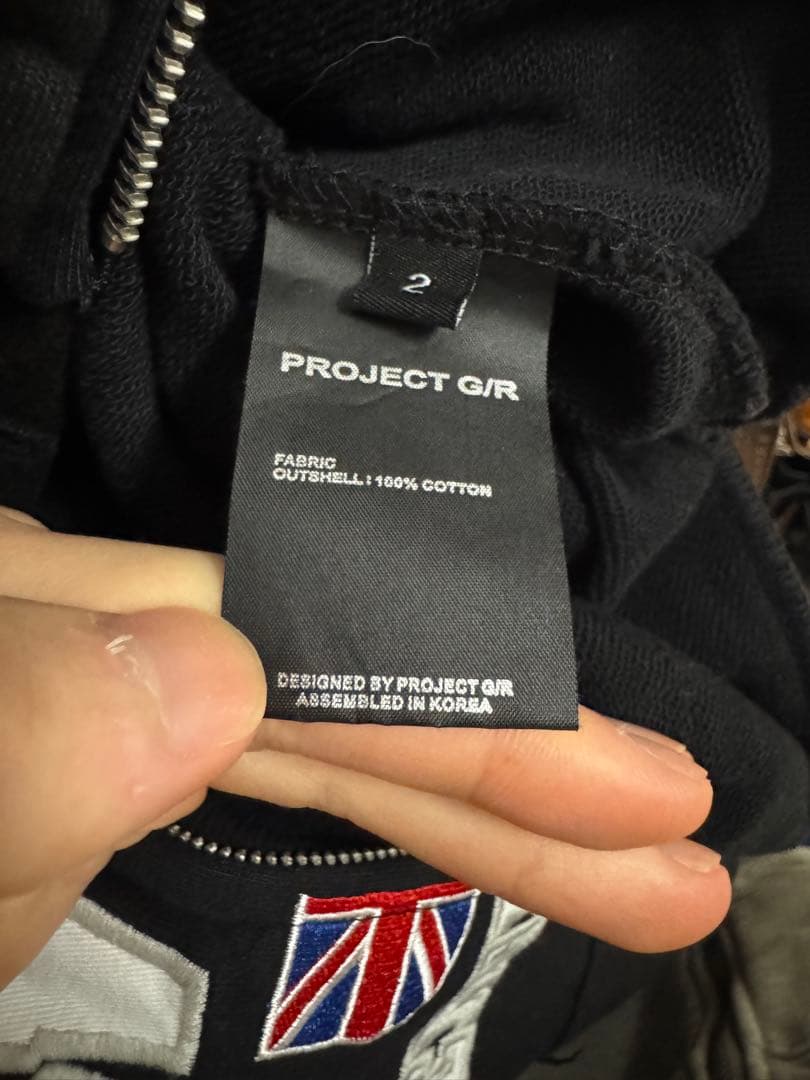 2
PROJECT G/R
FABRIC
OUTSHELL : 100% COTTON
DESIGNED BY PROJECT G/R
ASSEMBLED IN KOREA